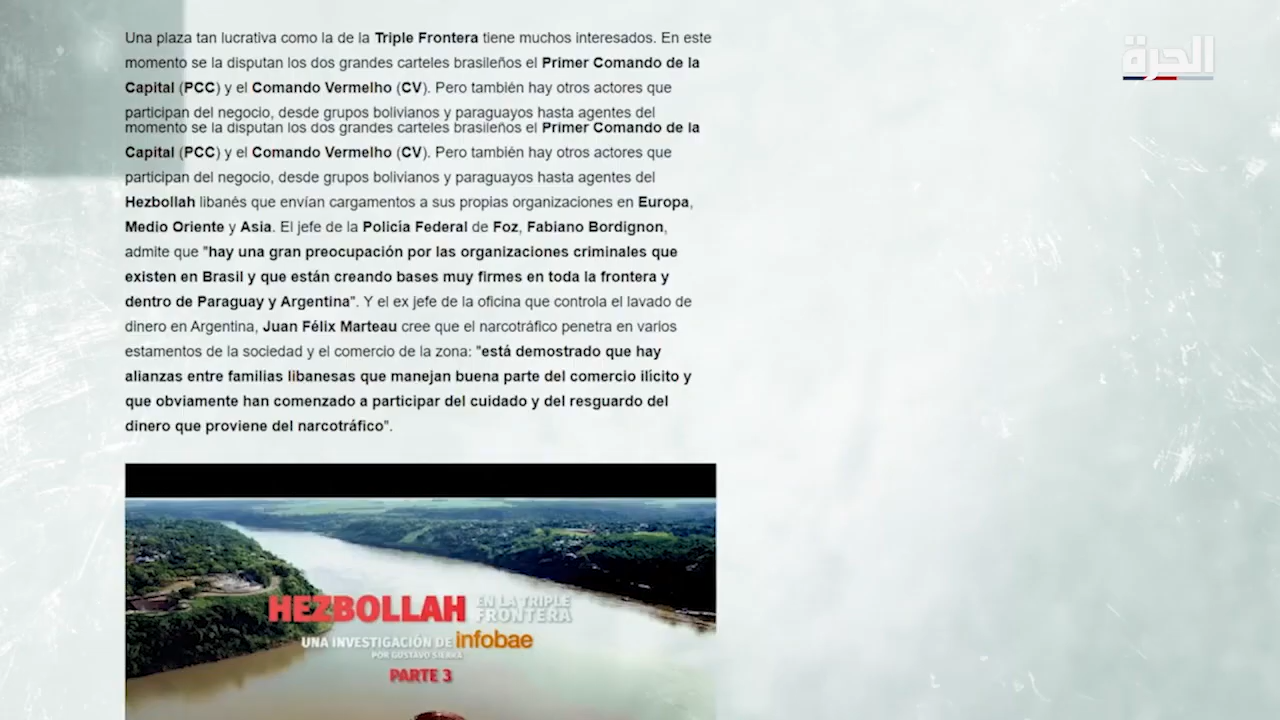 الحرة
Una plaza tan lucrativa como la de la Triple Frontera tiene muchos interesados. En este
momento se la disputan los dos grandes carteles brasileños el Primer Comando de la
Capital (PCC) y el Comando Vermelho (CV). Pero también hay otros actores que
participan del negocio, desde grupos bolivianos y paraguayos hasta agentes del
momento se la disputan los dos grandes carteles brasileños el Primer Comando de la
Capital (PCC) y el Comando Vermelho (CV). Pero también hay otros actores que
participan del negocio, desde grupos bolivianos y paraguayos hasta agentes del
Hezbollah libanés que envían cargamentos a sus propias organizaciones en Europa,
Medio Oriente y Asia. El jefe de la Policía Federal de Foz, Fabiano Bordignon,
admite que "hay una gran preocupación por las organizaciones criminales que
existen en Brasil y que están creando bases muy firmes en toda la frontera y
dentro de Paraguay y Argentina". Y el ex jefe de la oficina que controla el lavado de
dinero en Argentina, Juan Félix Marteau cree que el narcotráfico penetra en varios
estamentos de la sociedad y el comercio de la zona: "está demostrado que hay
alianzas entre familias libanesas que manejan buena parte del comercio ilícito y
que obviamente han comenzado a participar del cuidado y del resguardo del
dinero que proviene del narcotráfico".
HEZBOLLAH EN LA TRIPLE
FRONTERA
UNA INVESTIGACIÓN DE infobae
POR GUSTAVO SIERRA
PARTE 3